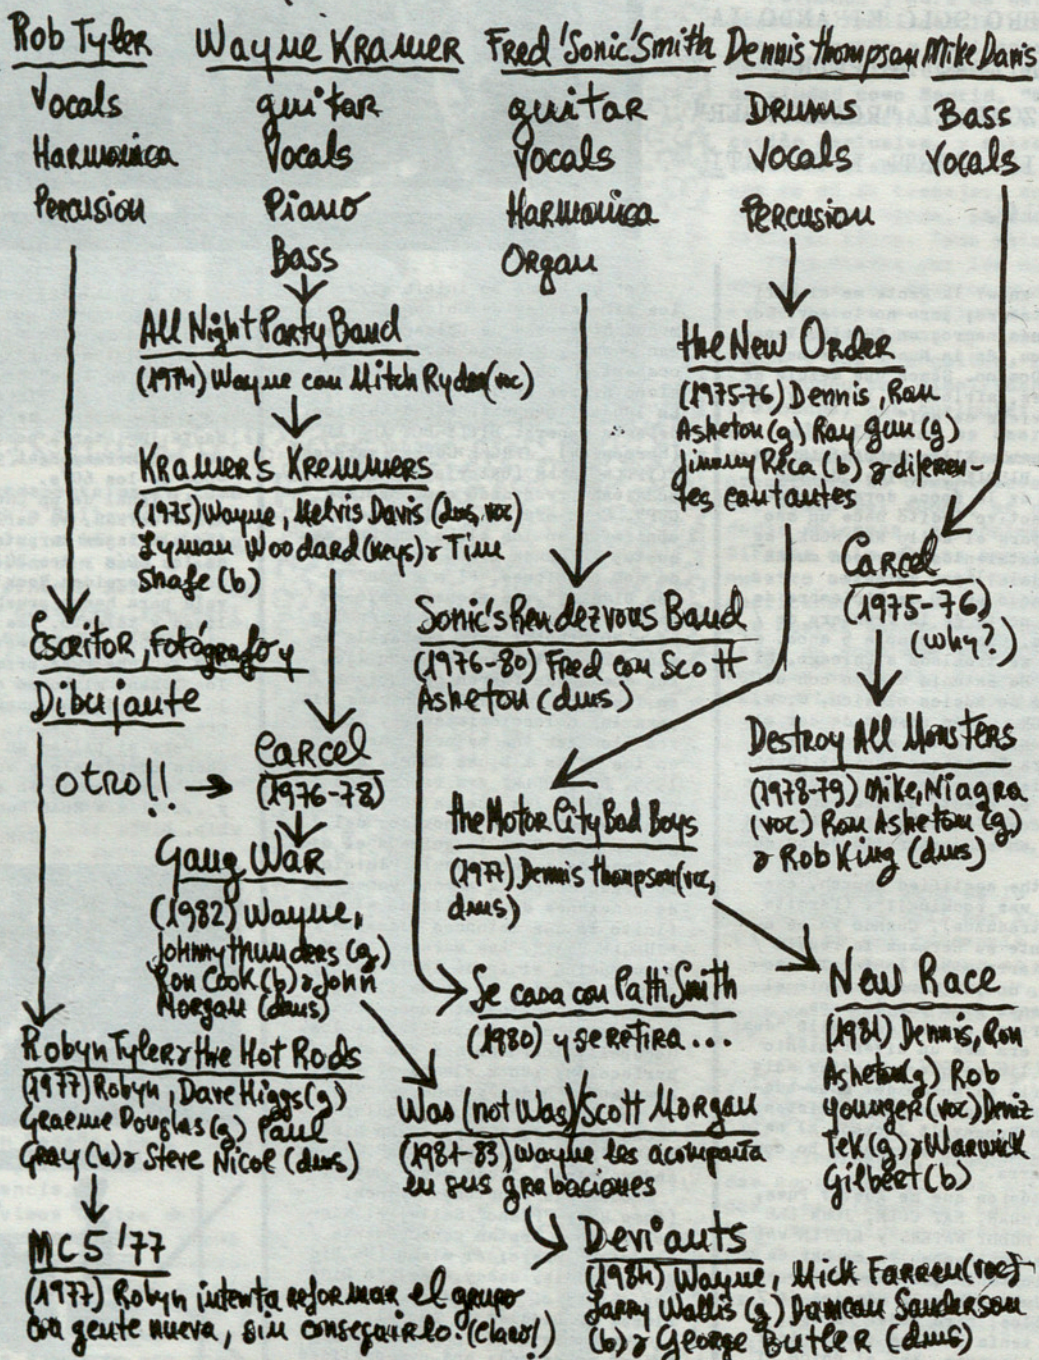 Rob Tyler
Vocals
Harmonica
Percusion
Wayne Kramer
guitar
Vocals
Piano
Bass
Fred 'Sonic' Smith
guitar
Vocals
Harmonica
Organ
Dennis thompson
Drums
Vocals
Percusion
Mike Davis
Bass
Vocals
All Night Party Band
(1974) Wayne con Mitch Ryder (voc)
Kramer's Kremmers
(1975) Wayne, Melvis Davis (dms, voc)
Lyman Woodard (keys) & Tim
Shafe (b)
the New Order
(1975-76) Dennis, Ron
Asheton (g) Ray gun (g)
Jimmy Reca (b) & diferen-
tes cantantes
Carcel
(1975-76)
(why?)
Escritor, Fotógrafo y
Dibujante
Sonic's Rendezvous Band
(1976-80) Fred con Scott
Asheton (dms)
otro!! → Carcel
(1976-78)
Destroy All Monsters
(1978-79) Mike, Niagra
(voc) Ron Asheton (g)
& Rob King (dms)
the Motor City Bad Boys
(1977) Dennis thompson (voc,
dms)
Gang War
(1982) Wayne,
Johnny thunders (g)
Ron Cook (b) & John
Morgan (dms)
Se casa con Patti Smith
(1980) y se retira...
New Race
(1981) Dennis, Ron
Asheton (g) Rob
younger (voc) Deniz
Tek (g) & Warwick
Gilbert (b)
Robyn Tyler & the Hot Rods
(1977) Robyn, Dave Higgs (g)
Graeme Douglas (g) Paul
Gray (b) & Steve Nicol (dms)
Was (not Was)/Scott Morgan
(1981-83) Wayne les acompaña
en sus grabaciones
MC5 '77
(1977) Robyn intenta reformar el grupo
con gente nueva, sin conseguirlo. (claro!)
Deviants
(1984) Wayne, Mick Farren (voc)
Larry Wallis (g) Duncan Sanderson
(b) & George Butler (dms)